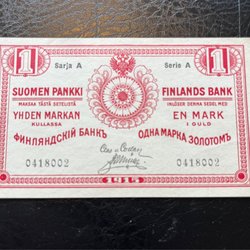 1 Sarja A Serie A 1
SUOMEN PANKKI FINLANDS BANK
MAKSAA TÄSTÄ SETELISTÄ INLÖSER DENNA SEDEL MED
YHDEN MARKAN EN MARK
KULLASSA I GULD
ФИНЛЯНДСКІЙ БАНКЪ ОДНА МАРКА ЗОЛОТОМЪ
0418002 0418002
1915